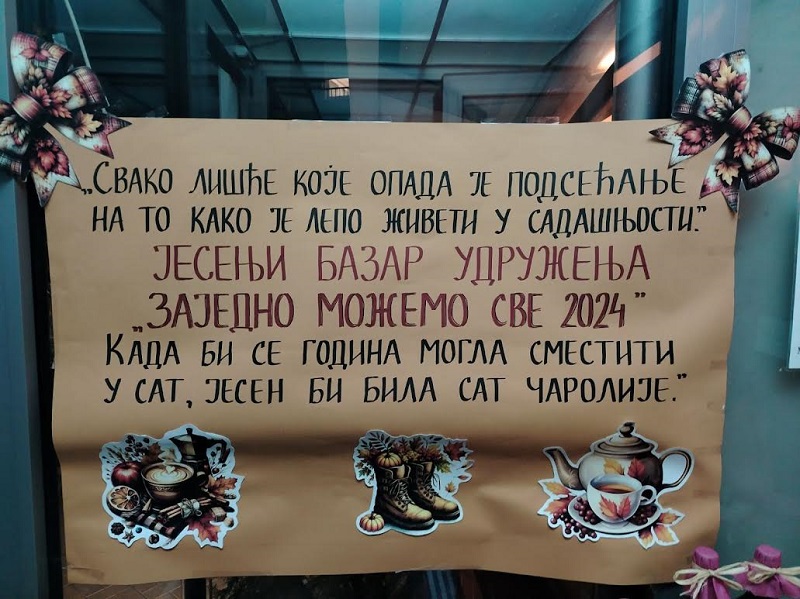 „СВАКО ЛИШЋЕ КОЈЕ ОПАДА ЈЕ ПОДСЕЋАЊЕ
НА ТО КАКО ЈЕ ЛЕПО ЖИВЕТИ У САДАШЊОСТИ.”
ЈЕСЕЊИ БАЗАР УДРУЖЕЊА
„ЗАЈЕДНО МОЖЕМО СВЕ 2024”
КАДА БИ СЕ ГОДИНА МОГЛА СМЕСТИТИ
У САТ, ЈЕСЕН БИ БИЛА САТ ЧАРОЛИЈЕ.”